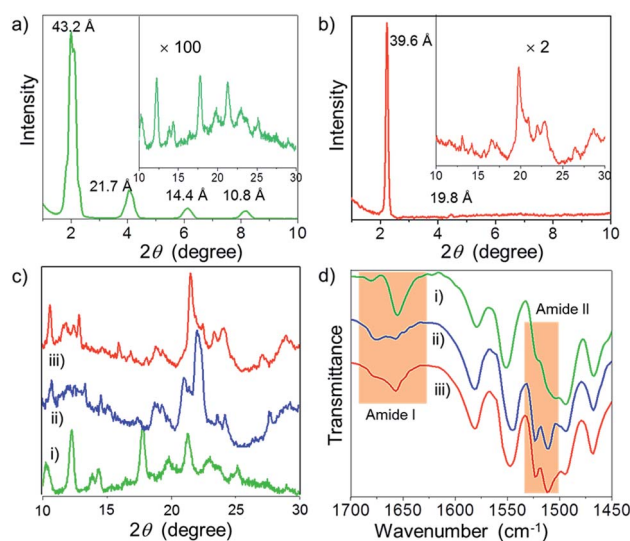 a)
43.2 Å
× 100
10 15 20 25 30
21.7 Å
14.4 Å
10.8 Å
Intensity
2 4 6 8 10
2θ (degree)
b)
39.6 Å
× 2
10 15 20 25 30
19.8 Å
Intensity
2 4 6 8 10
2θ (degree)
c)
iii)
ii)
i)
Intensity
10 15 20 25 30
2θ (degree)
d)
i)
Amide II
ii)
iii)
Amide I
Transmittance
1700 1650 1600 1550 1500 1450
Wavenumber (cm-1)